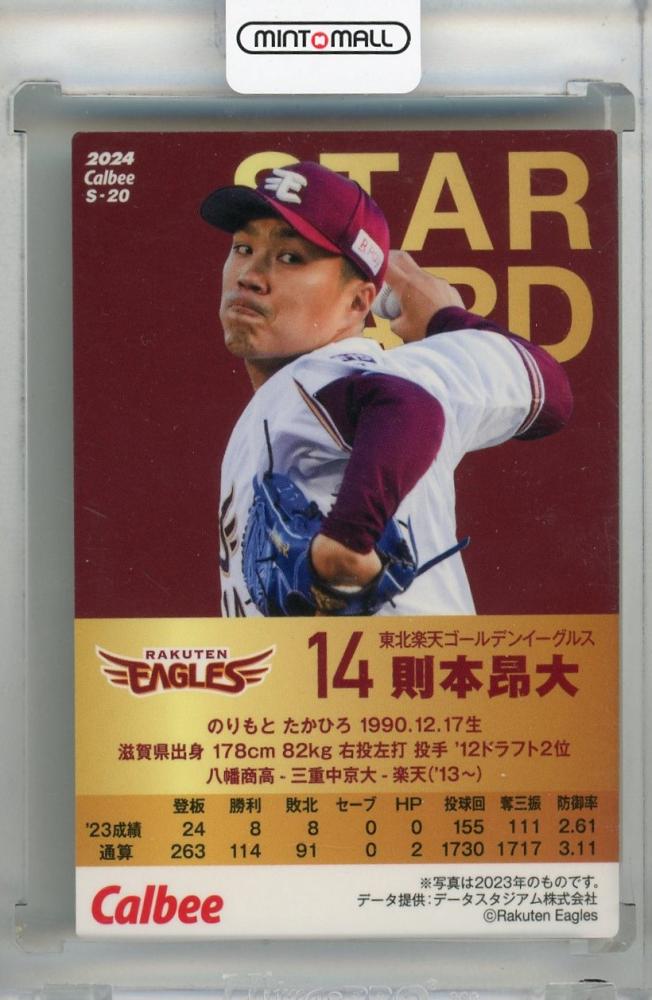 MINT MALL
2024
Calbee
S-20
STAR
CARD
RAKUTEN
EAGLES
14
東北楽天ゴールデンイーグルス
則本昂大
のりもと たかひろ 1990.12.17生
滋賀県出身 178cm 82kg 右投左打 投手 '12ドラフト2位
八幡商高 - 三重中京大 - 楽天('13〜)
登板 勝利 敗北 セーブ HP 投球回 奪三振 防御率
'23成績 24 8 8 0 0 155 111 2.61
通算 263 114 91 0 2 1730 1717 3.11
Calbee
※写真は2023年のものです。
データ提供:データスタジアム株式会社
©Rakuten Eagles